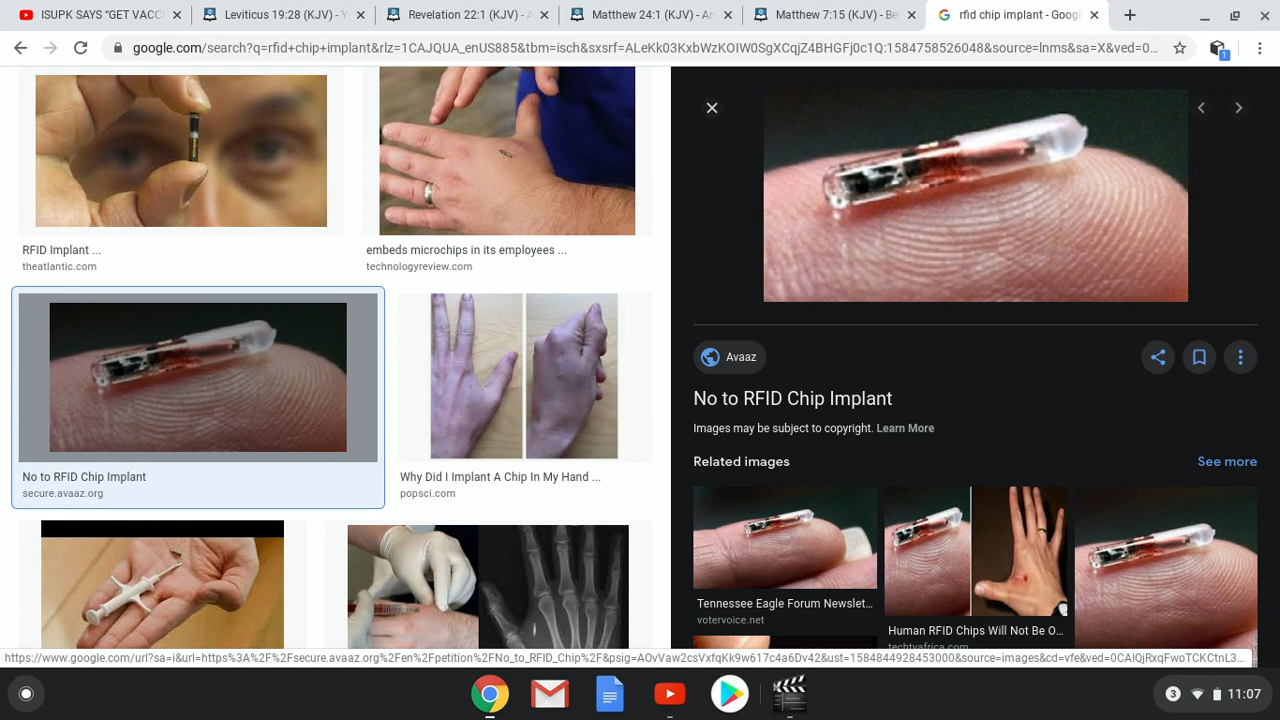 ISUPK SAYS "GET VACC
Leviticus 19:28 (KJV) - Y
Revelation 22:1 (KJV) - A
Matthew 24:1 (KJV) - An
Matthew 7:15 (KJV) - Be
rfid chip implant - Goog
google.com/search?q=rfid+chip+implant&rlz=1CAJQUA_enUS885&tbm=isch&sxsrf=ALeKk03KxbWzKOIW0SgXCqjZ4BHGFj0c1Q:1584758526048&source=lnms&sa=X&ved=0...
1
RFID Implant ...
theatlantic.com
embeds microchips in its employees ...
technologyreview.com
No to RFID Chip Implant
secure.avaaz.org
Why Did I Implant A Chip In My Hand ...
popsci.com
Avaaz
No to RFID Chip Implant
Images may be subject to copyright. Learn More
Related images
See more
Tennessee Eagle Forum Newslet...
votervoice.net
Human RFID Chips Will Not Be O...
techtvafrica.com
https://www.google.com/url?sa=i&url=https%3A%2F%2Fsecure.avaaz.org%2Fen%2Fpetition%2FNo_to_RFID_Chip%2F&psig=AOvVaw2csVxfqKk9w617c4a6Dv42&ust=1584844928453000&source=images&cd=vfe&ved=0CAIQjRxqFwoTCKCtnL3...
3
11:07